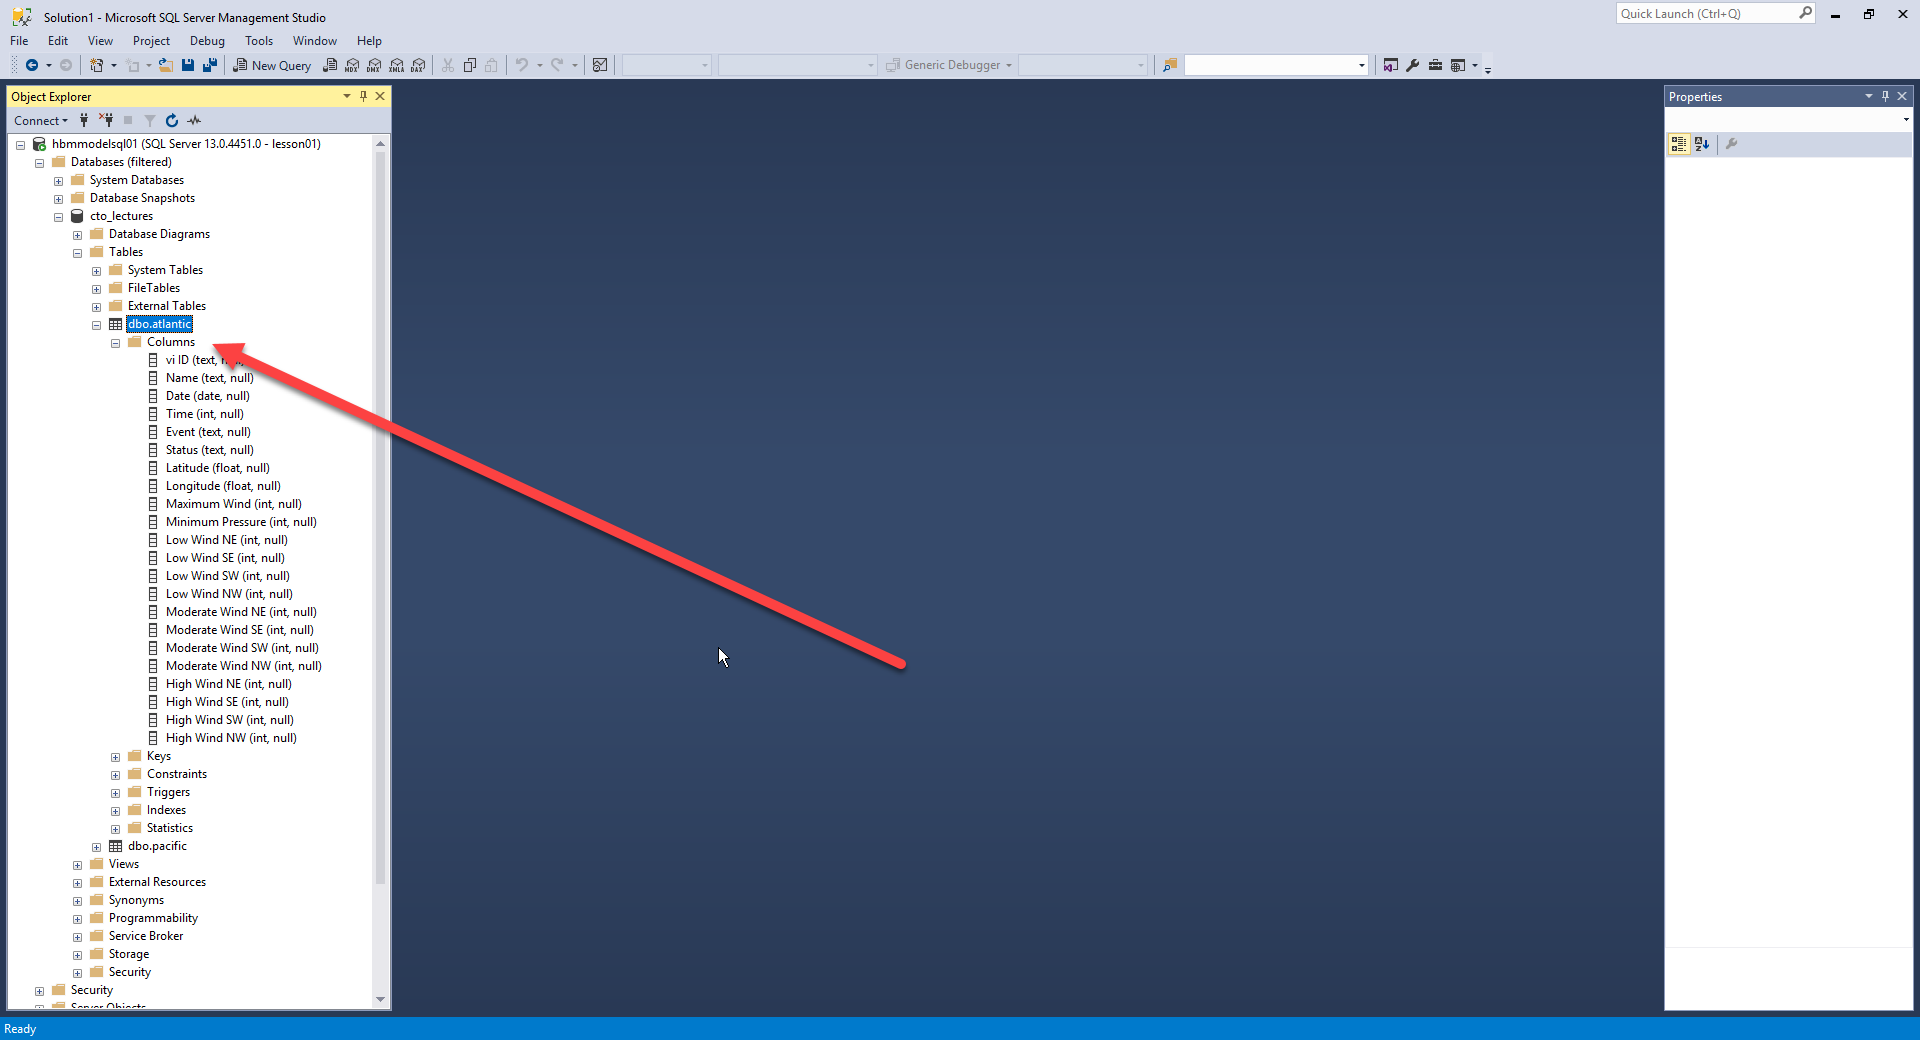 Solution1 - Microsoft SQL Server Management Studio
Quick Launch (Ctrl+Q)
File Edit View Project Debug Tools Window Help
New Query MDX DMX XMLA DAX Generic Debugger
Object Explorer
Properties
Connect
hbmmodelsql01 (SQL Server 13.0.4451.0 - lesson01)
Databases (filtered)
System Databases
Database Snapshots
cto_lectures
Database Diagrams
Tables
System Tables
FileTables
External Tables
dbo.atlantic
Columns
vi ID (text,
Name (text, null)
Date (date, null)
Time (int, null)
Event (text, null)
Status (text, null)
Latitude (float, null)
Longitude (float, null)
Maximum Wind (int, null)
Minimum Pressure (int, null)
Low Wind NE (int, null)
Low Wind SE (int, null)
Low Wind SW (int, null)
Low Wind NW (int, null)
Moderate Wind NE (int, null)
Moderate Wind SE (int, null)
Moderate Wind SW (int, null)
Moderate Wind NW (int, null)
High Wind NE (int, null)
High Wind SE (int, null)
High Wind SW (int, null)
High Wind NW (int, null)
Keys
Constraints
Triggers
Indexes
Statistics
dbo.pacific
Views
External Resources
Synonyms
Programmability
Service Broker
Storage
Security
Security
Server Objects
Ready